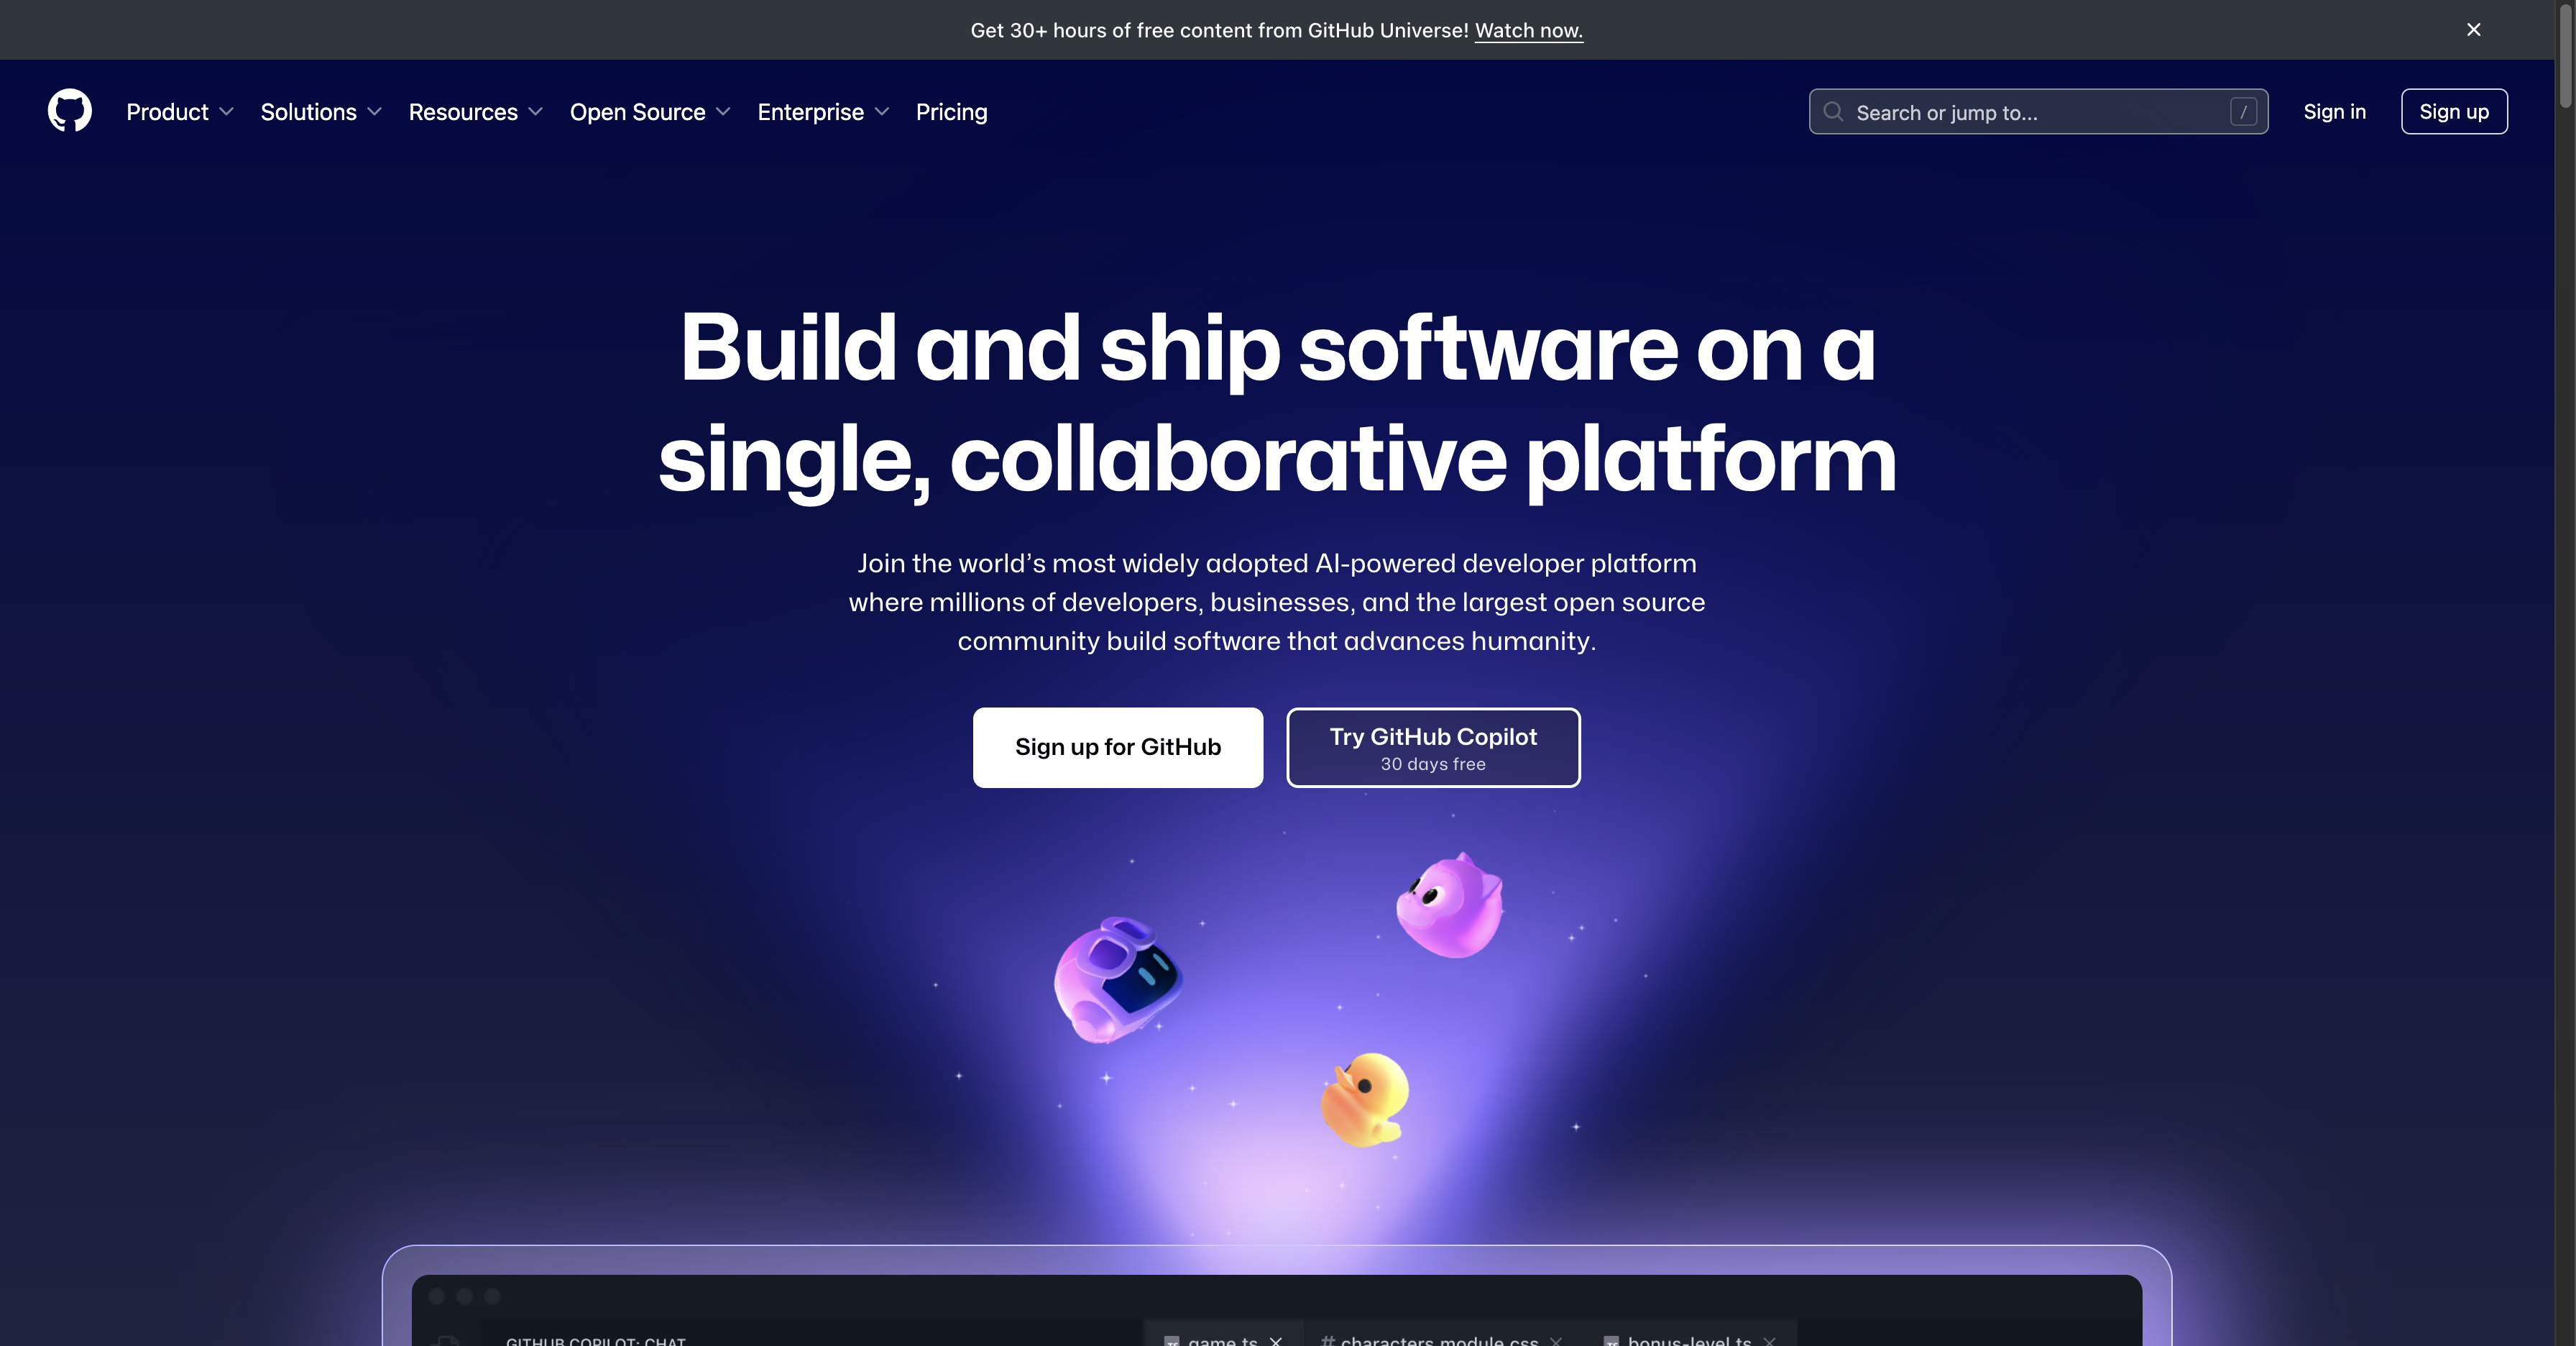 Get 30+ hours of free content from GitHub Universe! Watch now.
Product
Solutions
Resources
Open Source
Enterprise
Pricing
Search or jump to...
/
Sign in
Sign up
Build and ship software on a
single, collaborative platform
Join the world’s most widely adopted AI-powered developer platform
where millions of developers, businesses, and the largest open source
community build software that advances humanity.
Sign up for GitHub
Try GitHub Copilot
30 days free
GITHUB COPILOT: CHAT
TS game.ts
# characters.module.css
TS bonus-level.ts